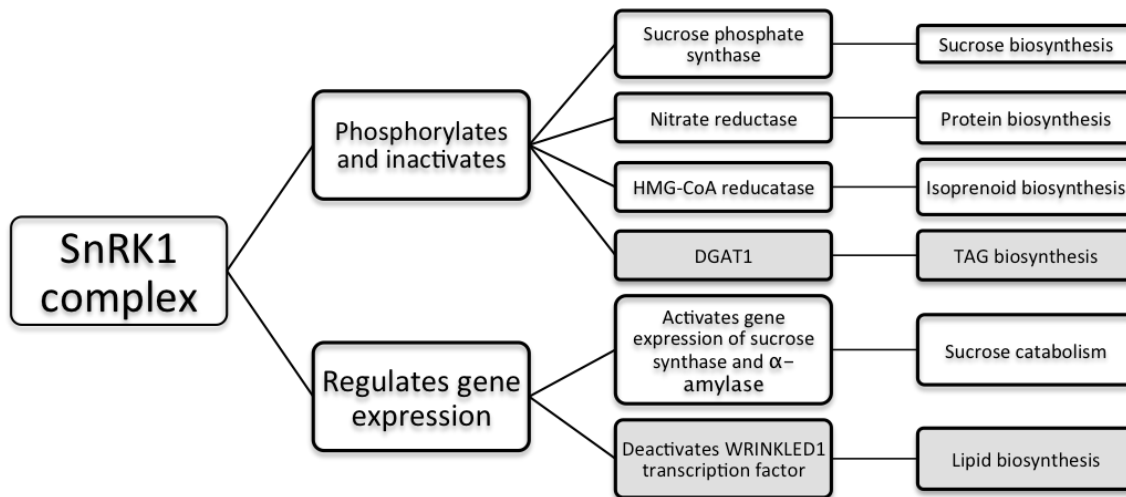 SnRK1
complex
Phosphorylates
and inactivates
Sucrose phosphate
synthase
Sucrose biosynthesis
Nitrate reductase
Protein biosynthesis
HMG-CoA reducatase
Isoprenoid biosynthesis
DGAT1
TAG biosynthesis
Regulates gene
expression
Activates gene
expression of sucrose
synthase and α-
amylase
Sucrose catabolism
Deactivates WRINKLED1
transcription factor
Lipid biosynthesis